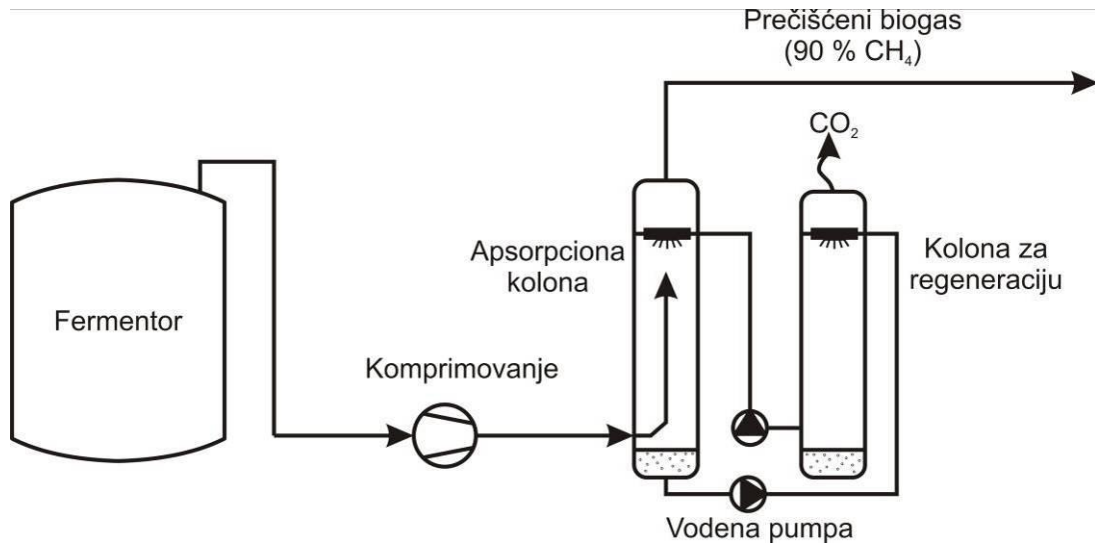 Prečišćeni biogas
(90 % CH₄)
CO₂
Apsorpciona
kolona
Kolona za
regeneraciju
Fermentor
Komprimovanje
Vodena pumpa